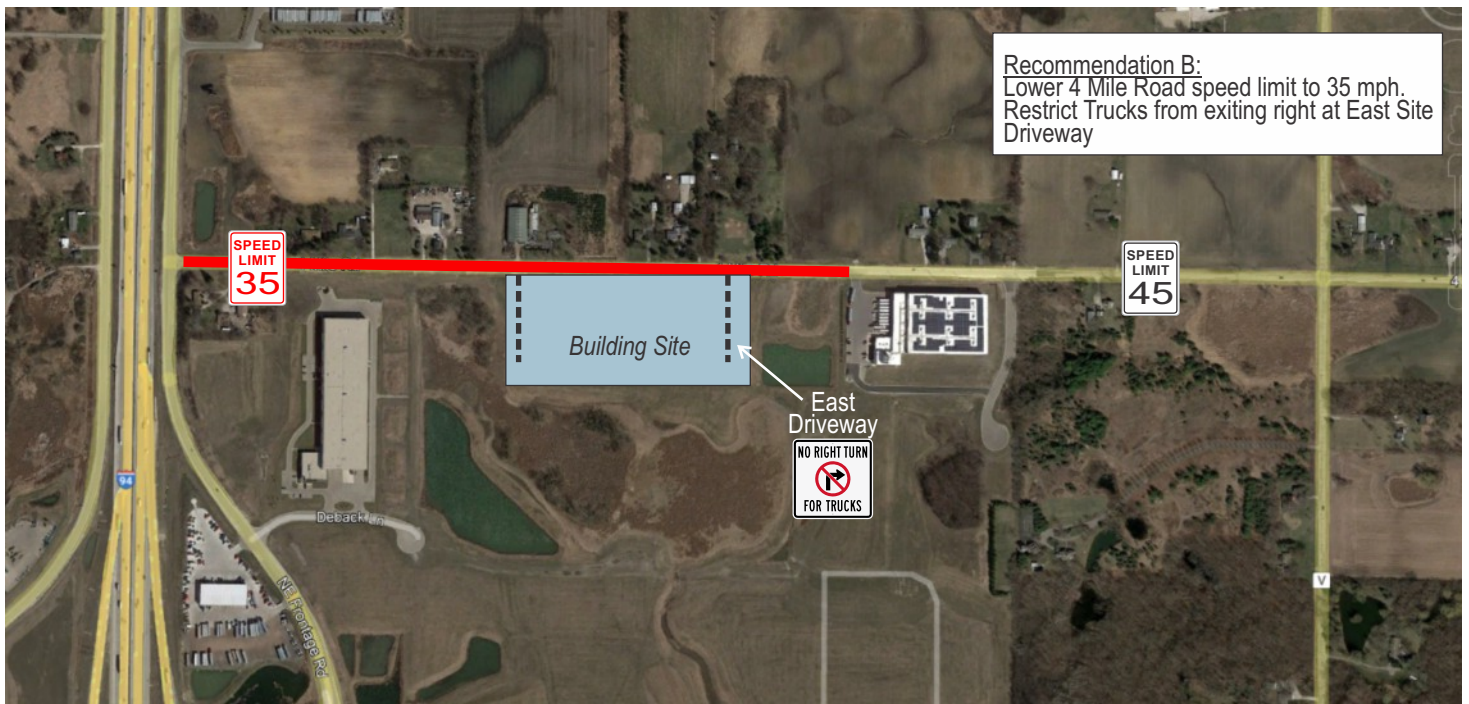 Recommendation B:
Lower 4 Mile Road speed limit to 35 mph.
Restrict Trucks from exiting right at East Site
Driveway
SPEED
LIMIT
35
SPEED
LIMIT
45
Building Site
East
Driveway
NO RIGHT TURN
FOR TRUCKS
94
Deback Ln
NE Frontage Rd
V